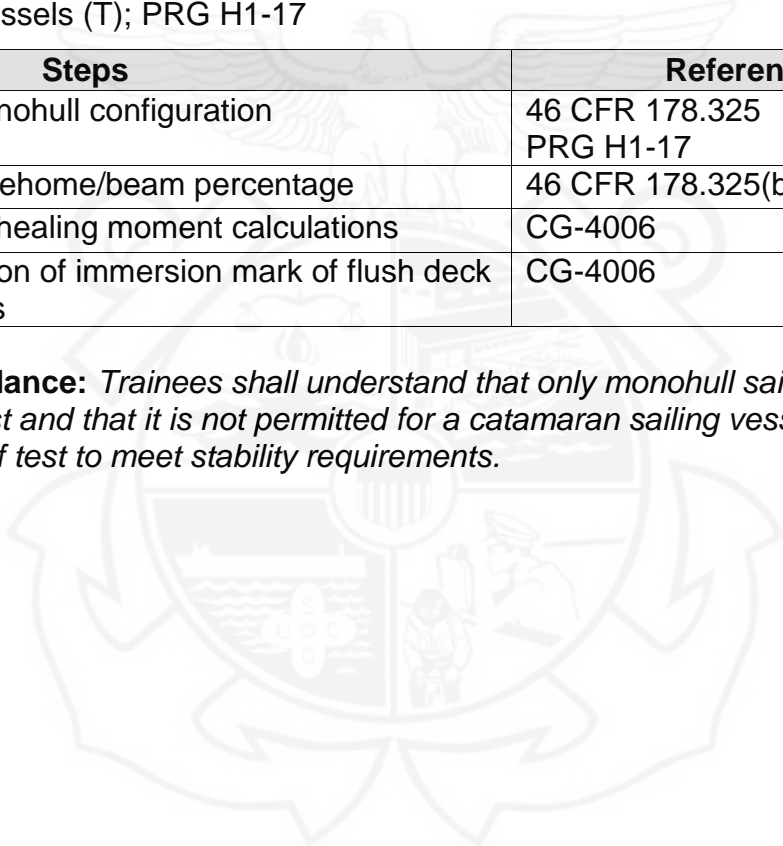 ssels (T); PRG H1-17
Steps
Referen
nohull configuration
46 CFR 178.325
PRG H1-17
ehome/beam percentage
46 CFR 178.325(b
healing moment calculations
CG-4006
on of immersion mark of flush deck
s
CG-4006
lance: Trainees shall understand that only monohull sai
st and that it is not permitted for a catamaran sailing vess
f test to meet stability requirements.
S
U O C
G